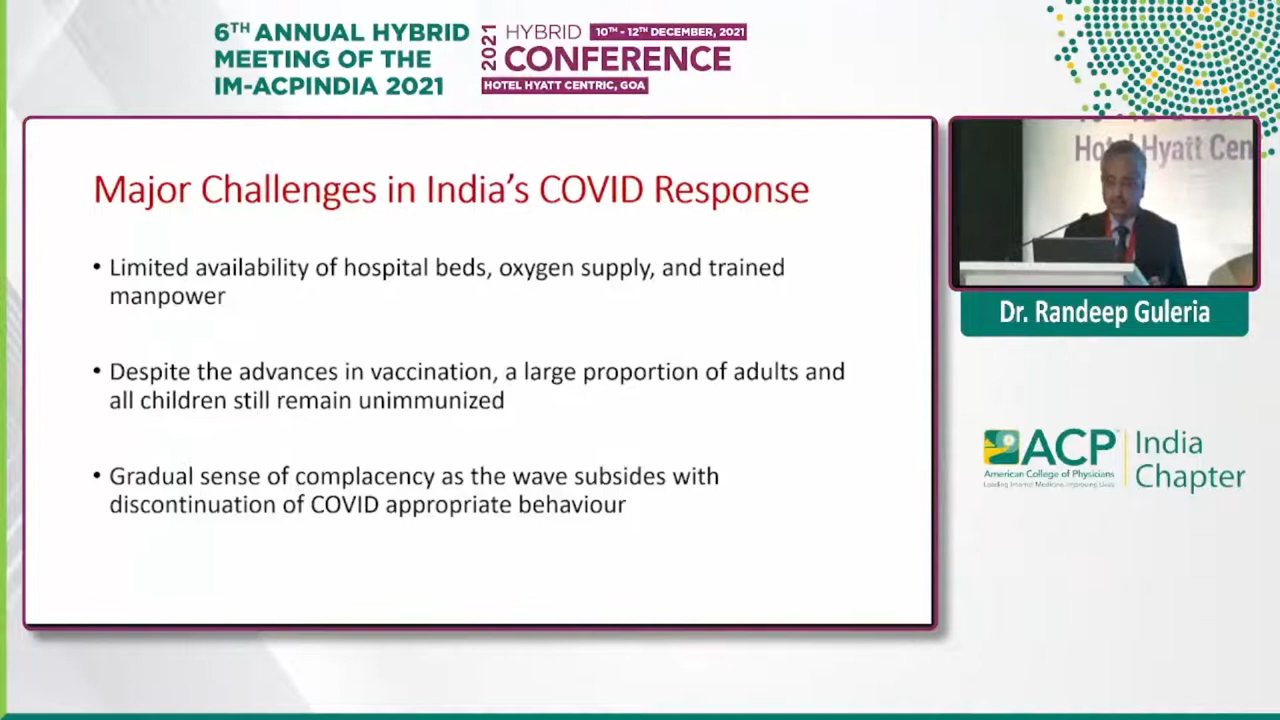 6TH ANNUAL HYBRID
MEETING OF THE
IM-ACPINDIA 2021
2021
HYBRID 10TH - 12TH DECEMBER, 2021
CONFERENCE
HOTEL HYATT CENTRIC, GOA
Major Challenges in India's COVID Response
• Limited availability of hospital beds, oxygen supply, and trained
manpower
• Despite the advances in vaccination, a large proportion of adults and
all children still remain unimmunized
• Gradual sense of complacency as the wave subsides with
discontinuation of COVID appropriate behaviour
Hotel Hyatt Cen
Dr. Randeep Guleria
ACP
American College of Physicians
Leading Internal Medicine, Improving Lives
India
Chapter